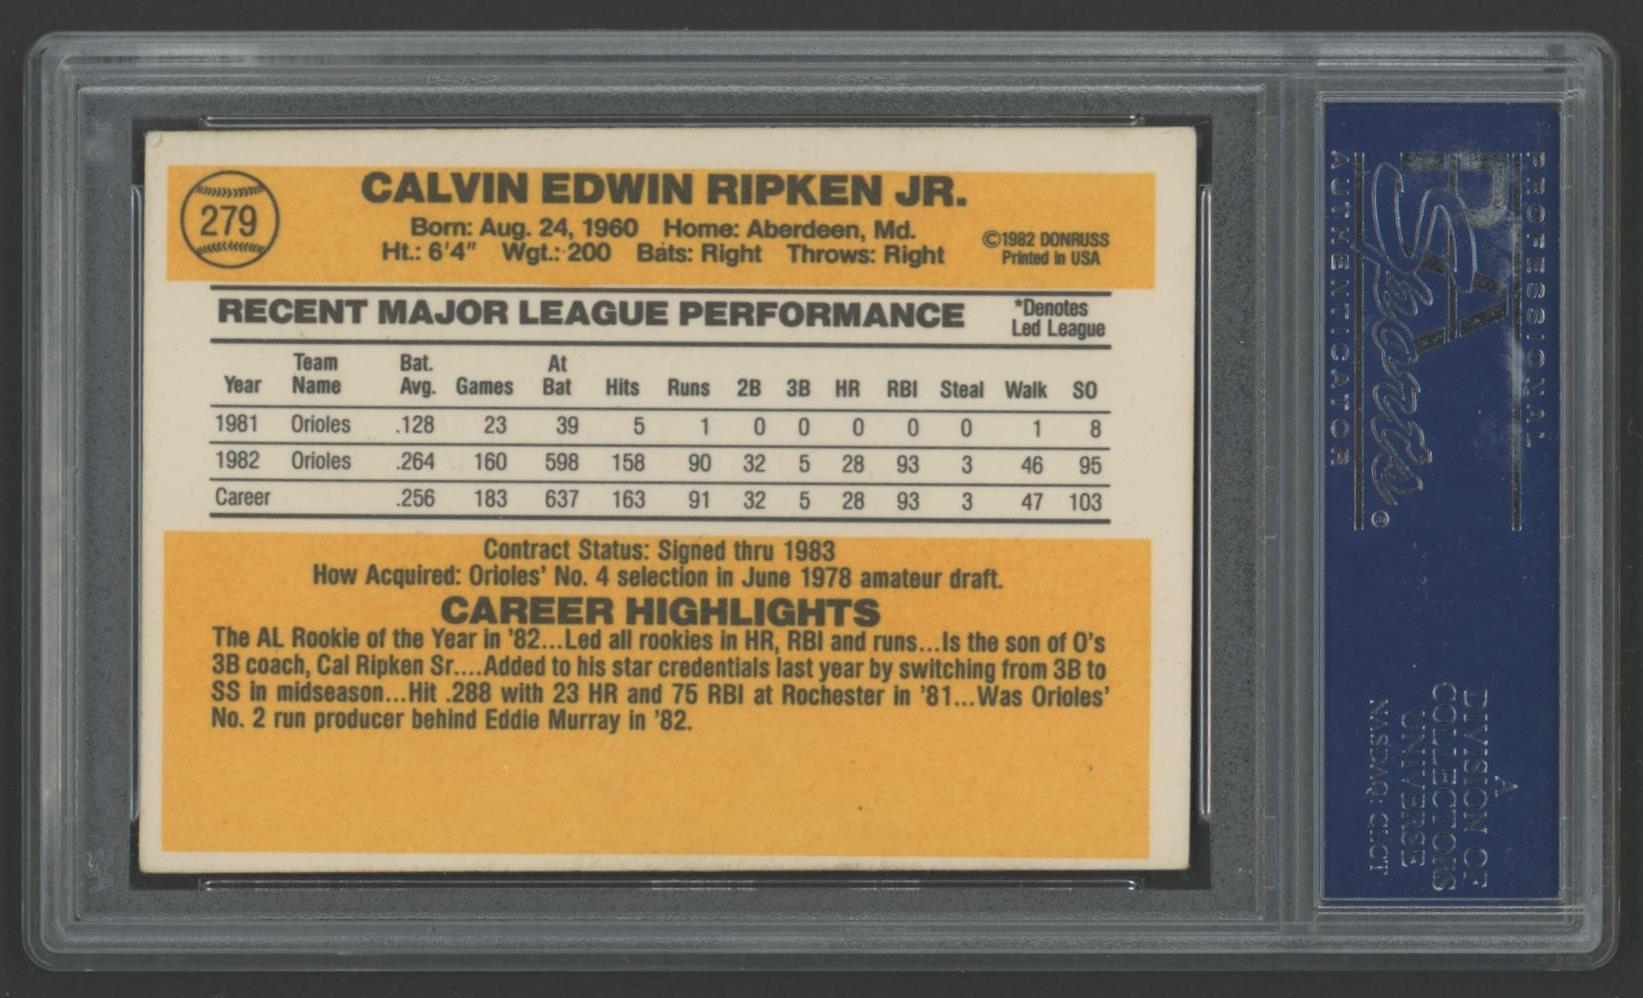 279
CALVIN EDWIN RIPKEN JR.
Born: Aug. 24, 1960 Home: Aberdeen, Md.
Ht.: 6'4" Wgt.: 200 Bats: Right Throws: Right
©1982 DONRUSS
Printed in USA
RECENT MAJOR LEAGUE PERFORMANCE
*Denotes
Led League
Year Team Name Bat. Avg. Games At Bat Hits Runs 2B 3B HR RBI Steal Walk SO
1981 Orioles .128 23 39 5 1 0 0 0 0 0 1 8
1982 Orioles .264 160 598 158 90 32 5 28 93 3 46 95
Career .256 183 637 163 91 32 5 28 93 3 47 103
Contract Status: Signed thru 1983
How Acquired: Orioles' No. 4 selection in June 1978 amateur draft.
CAREER HIGHLIGHTS
The AL Rookie of the Year in '82...Led all rookies in HR, RBI and runs...Is the son of O's
3B coach, Cal Ripken Sr....Added to his star credentials last year by switching from 3B to
SS in midseason...Hit .288 with 23 HR and 75 RBI at Rochester in '81...Was Orioles'
No. 2 run producer behind Eddie Murray in '82.
PROFESSIONAL
PSA
Sports
®
AUTHENTICATOR
A
DIVISION OF
COLLECTORS
UNIVERSE
NASDAQ: CLCT